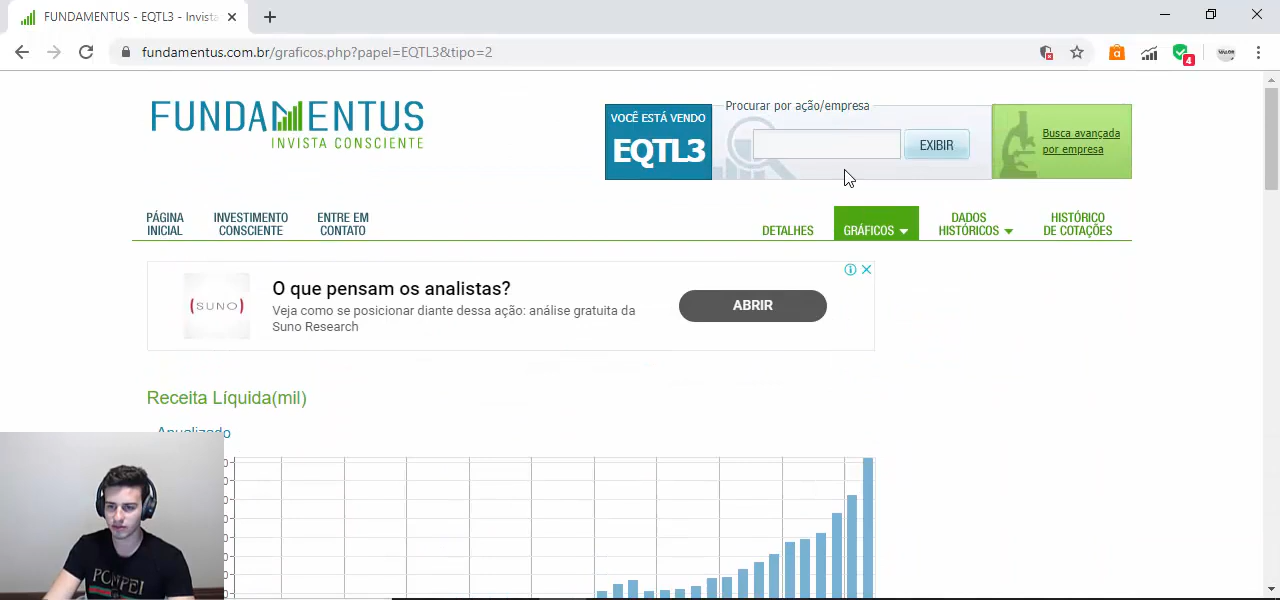 FUNDAMENTUS - EQTL3 - Invist
fundamentus.com.br/graficos.php?papel=EQTL3&tipo=2
4
FUNDAMENTUS
INVISTA CONSCIENTE
VOCÊ ESTÁ VENDO
EQTL3
Procurar por ação/empresa
EXIBIR
Busca avançada
por empresa
PÁGINA
INICIAL
INVESTIMENTO
CONSCIENTE
ENTRE EM
CONTATO
DETALHES
GRÁFICOS
DADOS
HISTÓRICOS
HISTÓRICO
DE COTAÇÕES
(SUNO)
O que pensam os analistas?
Veja como se posicionar diante dessa ação: análise gratuita da
Suno Research
ABRIR
Receita Líquida(mil)
Anualizado
POMPEI